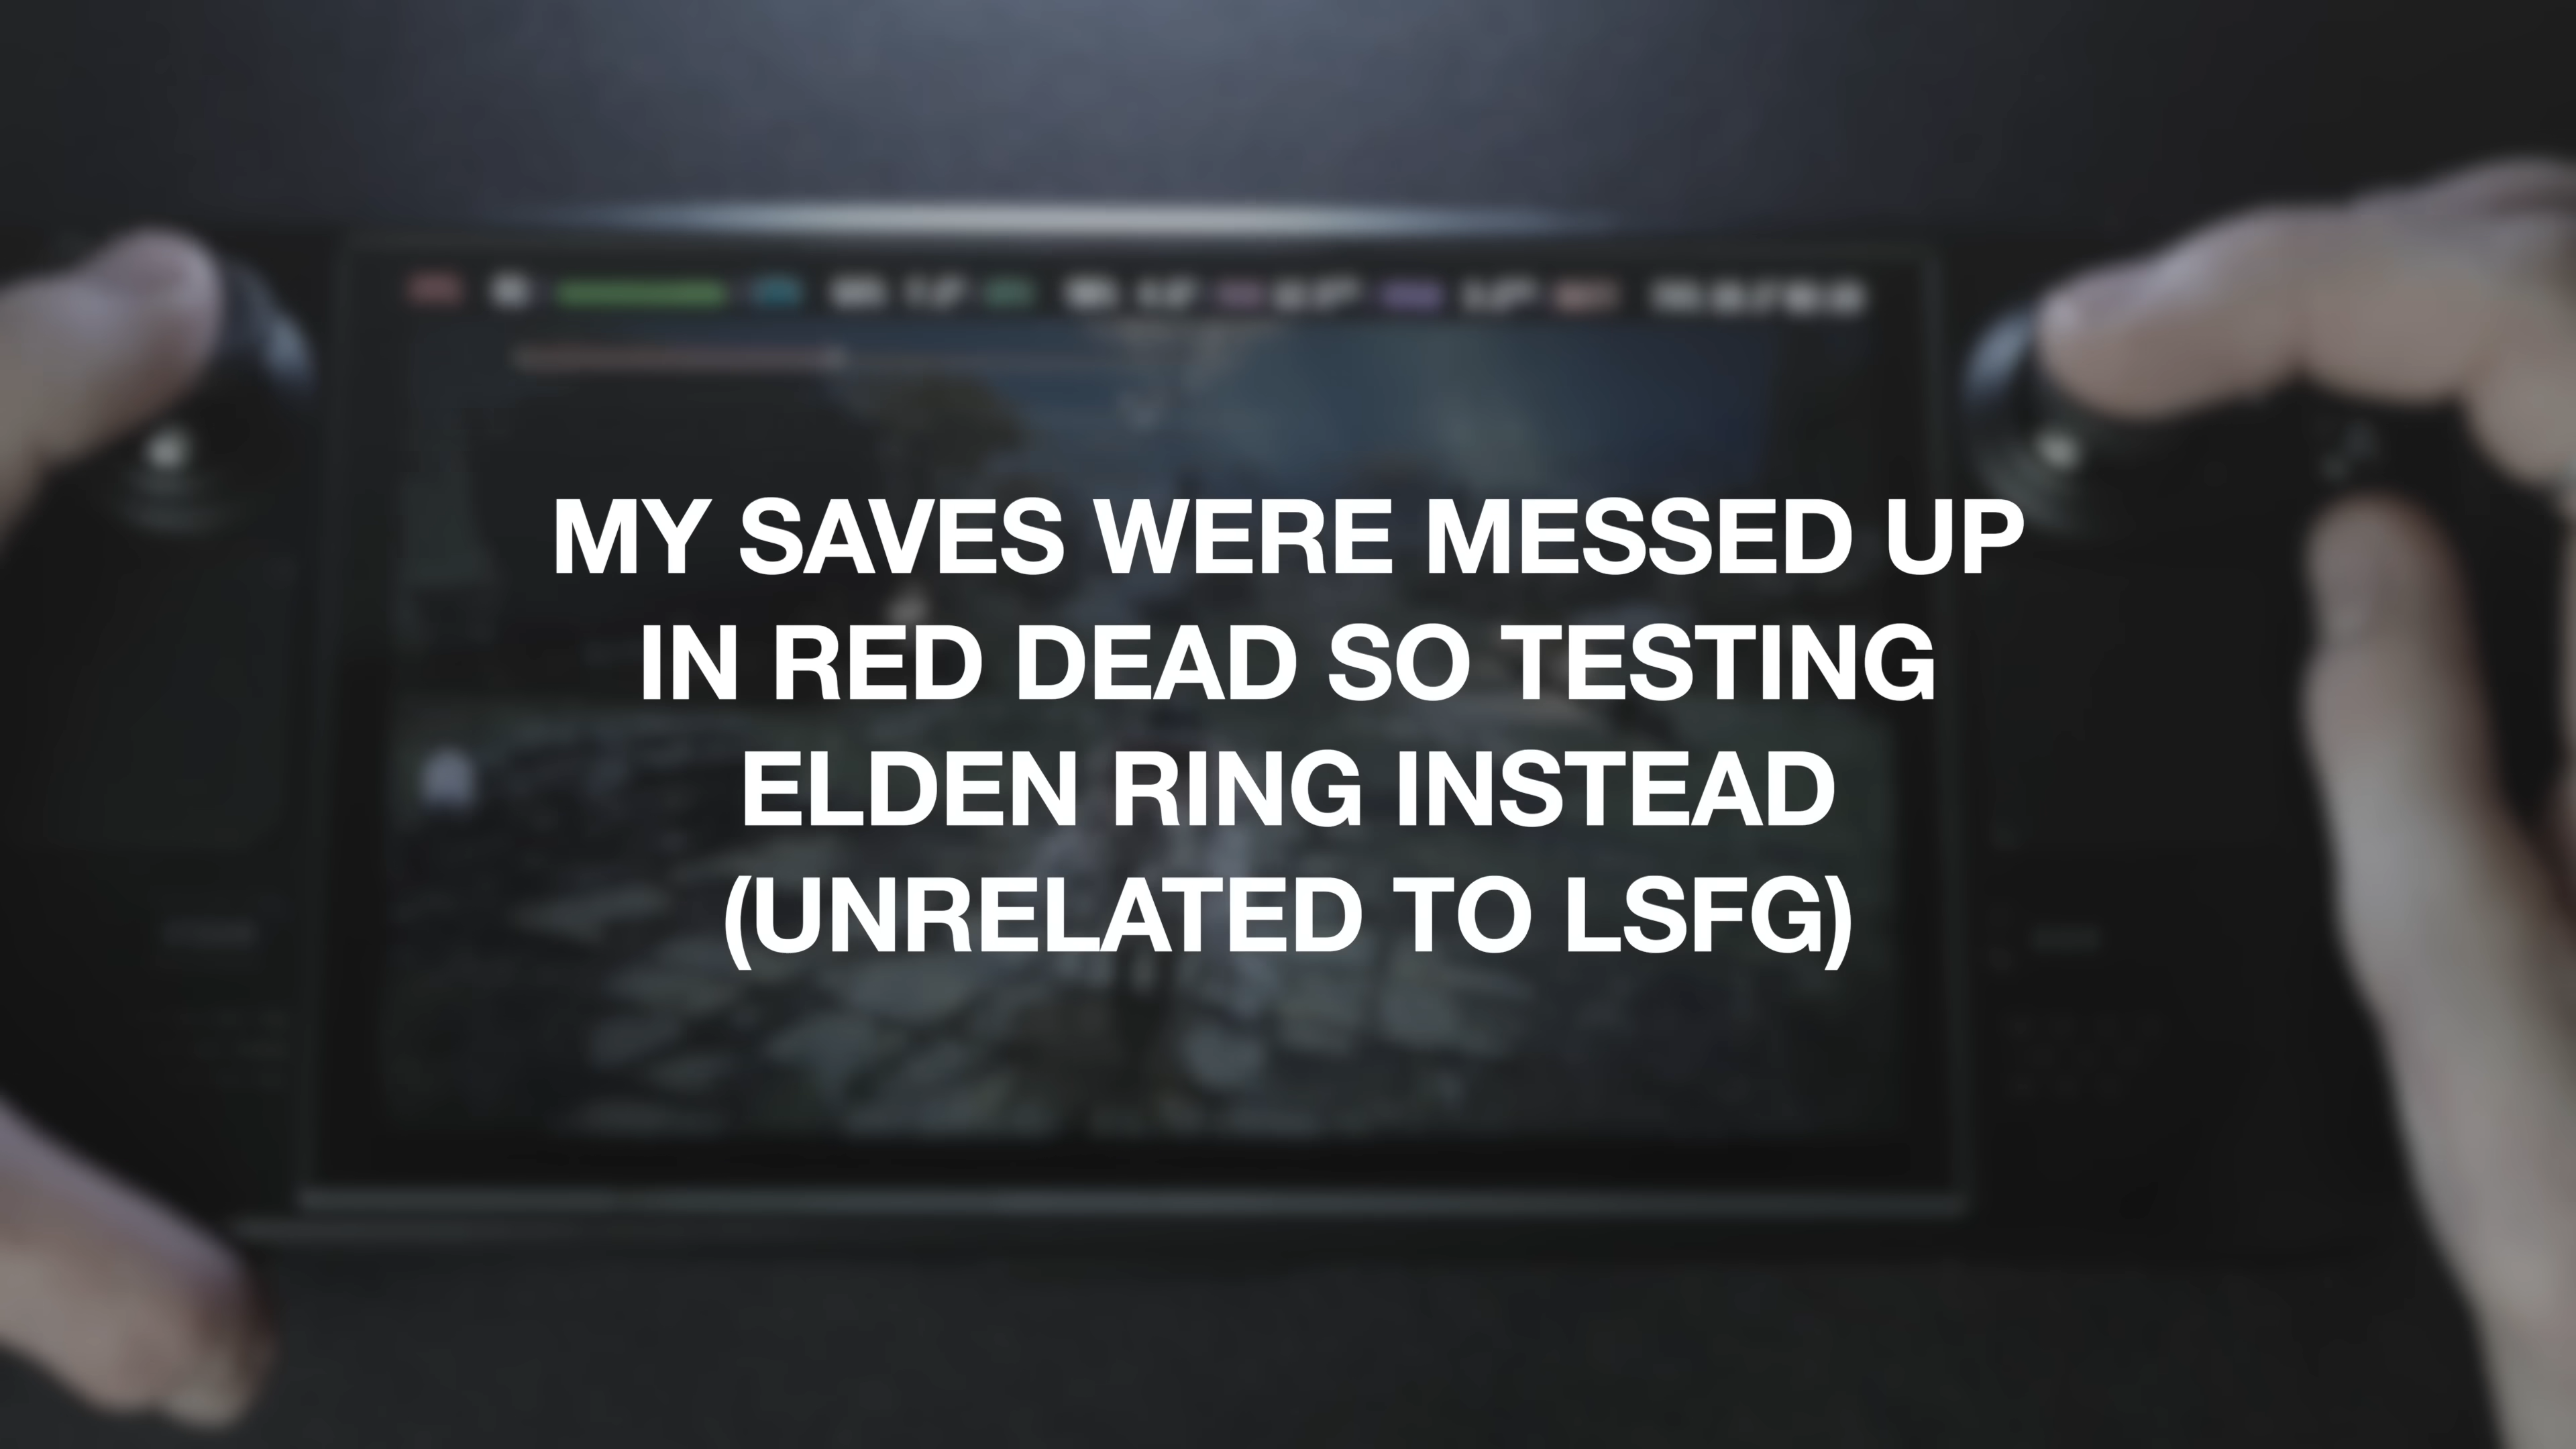 MY SAVES WERE MESSED UP
IN RED DEAD SO TESTING
ELDEN RING INSTEAD
(UNRELATED TO LSFG)